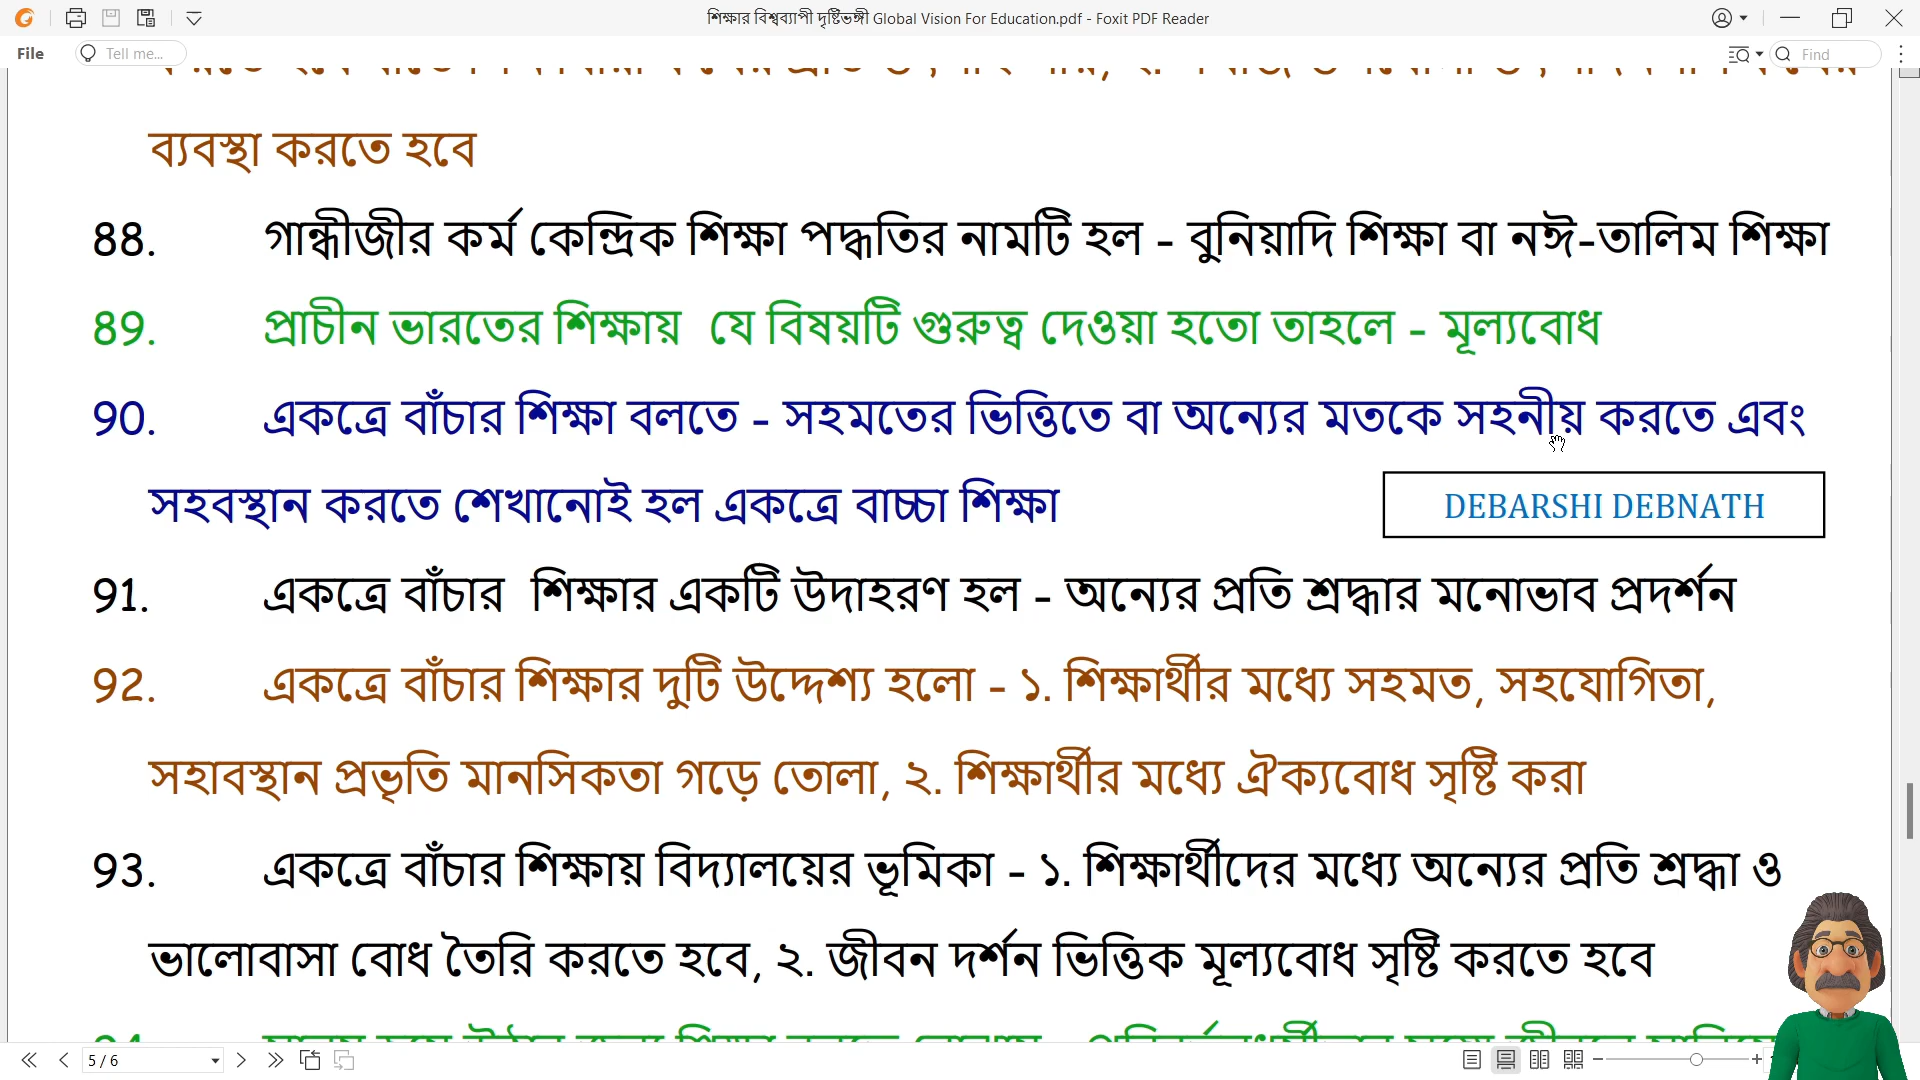 শিক্ষার বিশ্বব্যাপী দৃষ্টিভঙ্গী Global Vision For Education.pdf - Foxit PDF Reader
File Tell me... Find
ব্যবস্থা করতে হবে
88. গান্ধীজীর কর্ম কেন্দ্রিক শিক্ষা পদ্ধতির নামটি হল - বুনিয়াদি শিক্ষা বা নঈ-তালিম শিক্ষা
89. প্রাচীন ভারতের শিক্ষায় যে বিষয়টি গুরুত্ব দেওয়া হতো তাহলে - মূল্যবোধ
90. একত্রে বাঁচার শিক্ষা বলতে - সহমতের ভিত্তিতে বা অন্যের মতকে সহনীয় করতে এবং
সহবস্থান করতে শেখানোই হল একত্রে বাচ্চা শিক্ষা
DEBARSHI DEBNATH
91. একত্রে বাঁচার শিক্ষার একটি উদাহরণ হল - অন্যের প্রতি শ্রদ্ধার মনোভাব প্রদর্শন
92. একত্রে বাঁচার শিক্ষার দুটি উদ্দেশ্য হলো - ১. শিক্ষার্থীর মধ্যে সহমত, সহযোগিতা,
সহাবস্থান প্রভৃতি মানসিকতা গড়ে তোলা, ২. শিক্ষার্থীর মধ্যে ঐক্যবোধ সৃষ্টি করা
93. একত্রে বাঁচার শিক্ষায় বিদ্যালয়ের ভূমিকা - ১. শিক্ষার্থীদের মধ্যে অন্যের প্রতি শ্রদ্ধা ও
ভালোবাসা বোধ তৈরি করতে হবে, ২. জীবন দর্শন ভিত্তিক মূল্যবোধ সৃষ্টি করতে হবে
5 / 6